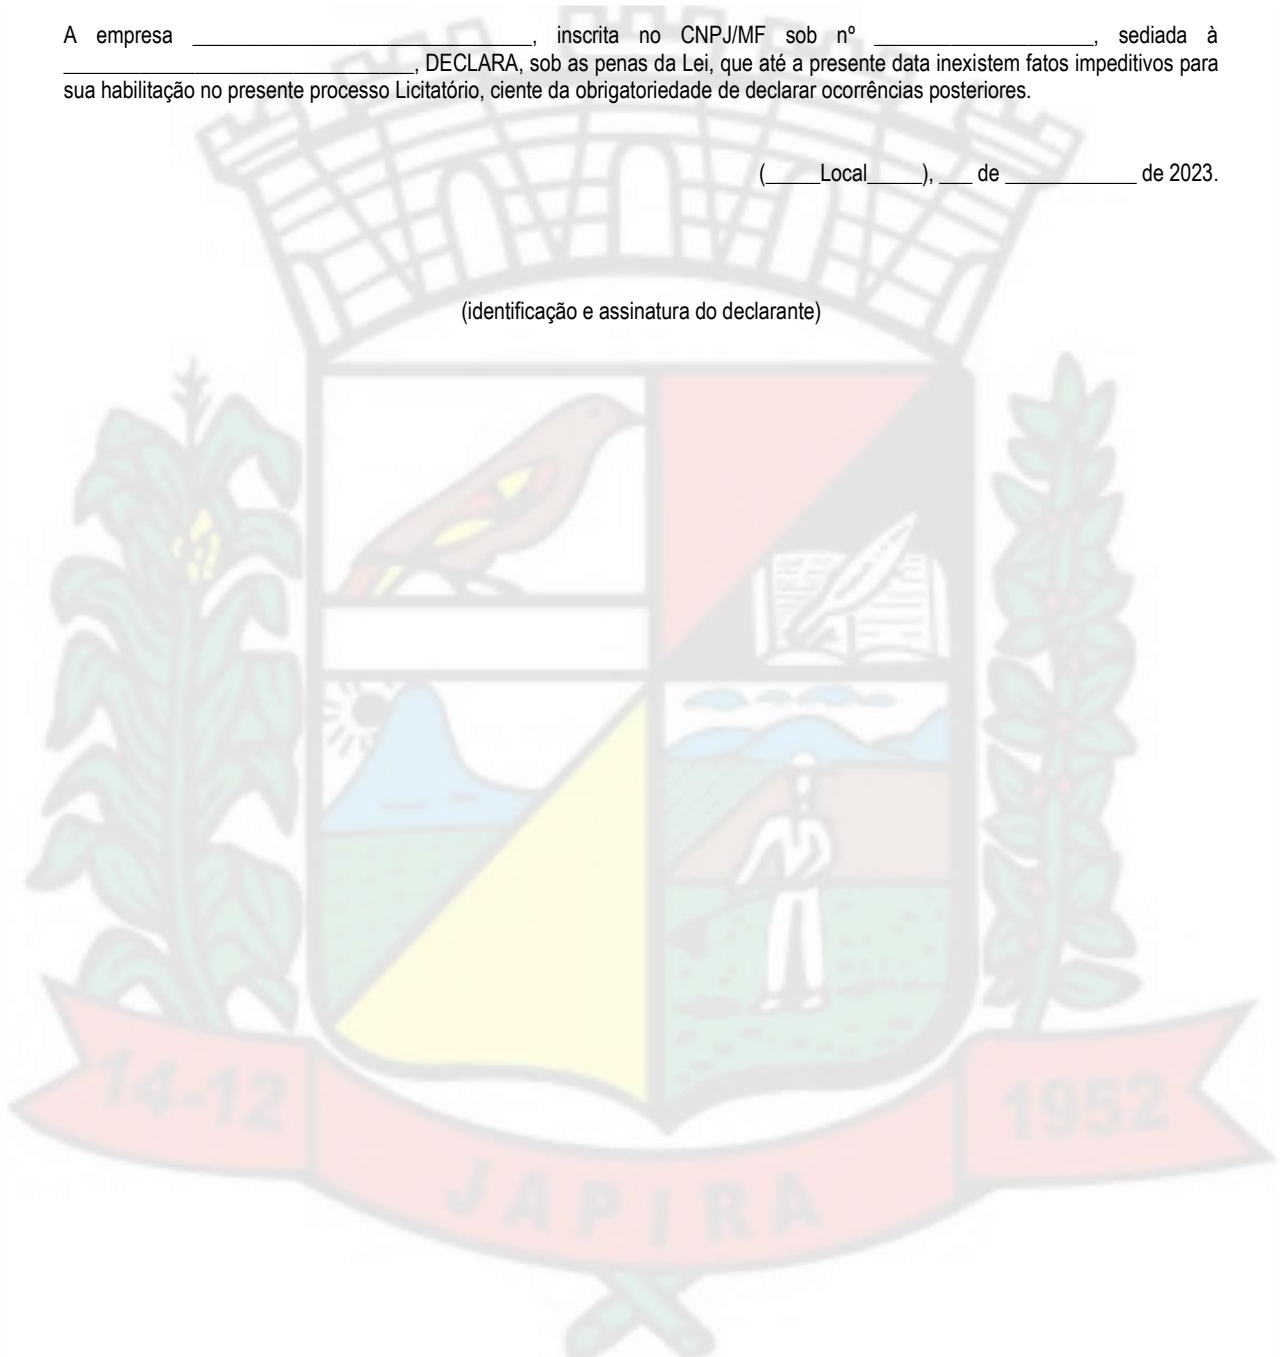 A empresa _______________________________, inscrita no CNPJ/MF sob nº ____________________, sediada à
________________________________, DECLARA, sob as penas da Lei, que até a presente data inexistem fatos impeditivos para
sua habilitação no presente processo Licitatório, ciente da obrigatoriedade de declarar ocorrências posteriores.
(_____Local_____), ___ de ____________ de 2023.
(identificação e assinatura do declarante)
14-12
1952
JAPIRA